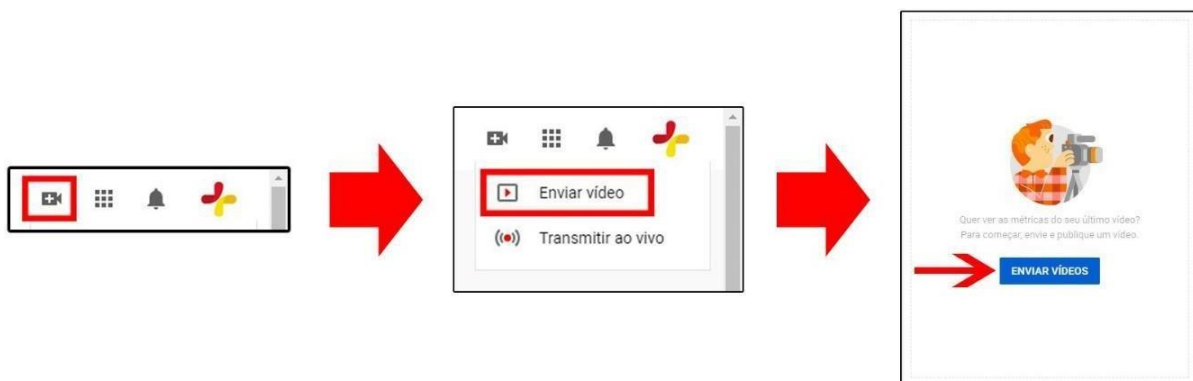 Enviar vídeo
Transmitir ao vivo
Quer ver as métricas do seu último vídeo?
Para começar, envie e publique um vídeo.
ENVIAR VÍDEOS